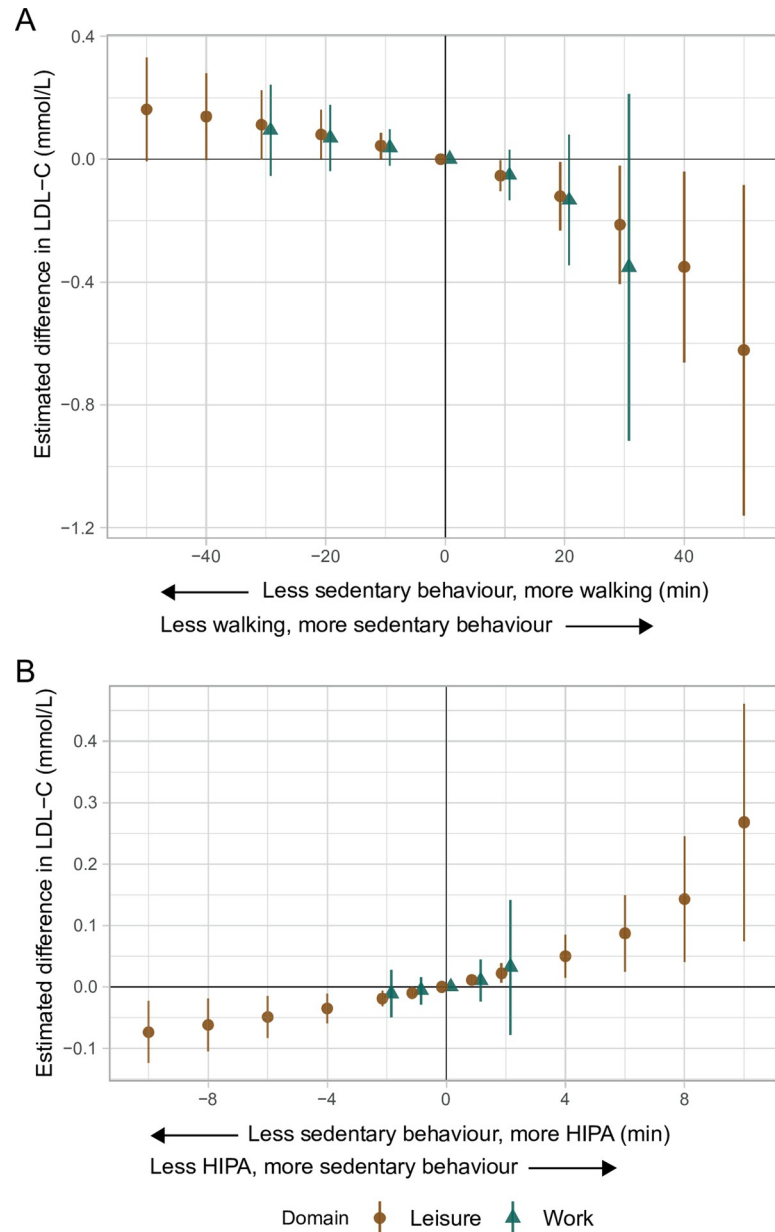 A
Estimated difference in LDL−C (mmol/L)
0.4
0.0
−0.4
−0.8
−1.2
−40 −20 0 20 40
Less sedentary behaviour, more walking (min)
Less walking, more sedentary behaviour
B
Estimated difference in LDL−C (mmol/L)
0.4
0.3
0.2
0.1
0.0
−0.1
−8 −4 0 4 8
Less sedentary behaviour, more HIPA (min)
Less HIPA, more sedentary behaviour
Domain Leisure Work